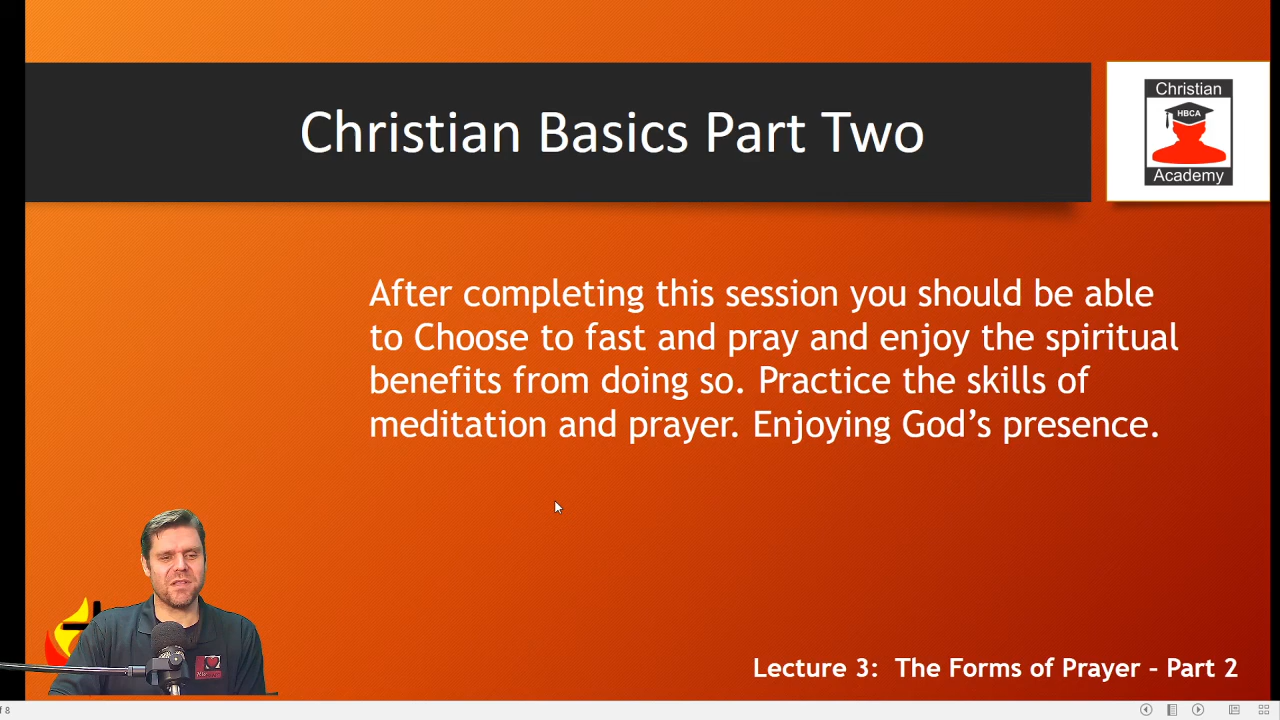 Christian Basics Part Two
Christian
HBCA
Academy
After completing this session you should be able
to Choose to fast and pray and enjoy the spiritual
benefits from doing so. Practice the skills of
meditation and prayer. Enjoying God’s presence.
Lecture 3:  The Forms of Prayer – Part 2
of 8